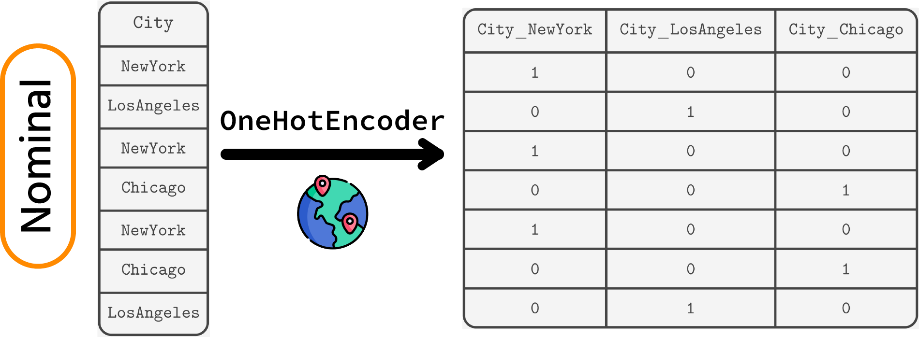 Nominal
City
NewYork
LosAngeles
NewYork
Chicago
NewYork
Chicago
LosAngeles
OneHotEncoder
City_NewYork City_LosAngeles City_Chicago
1 0 0
0 1 0
1 0 0
0 0 1
1 0 0
0 0 1
0 1 0